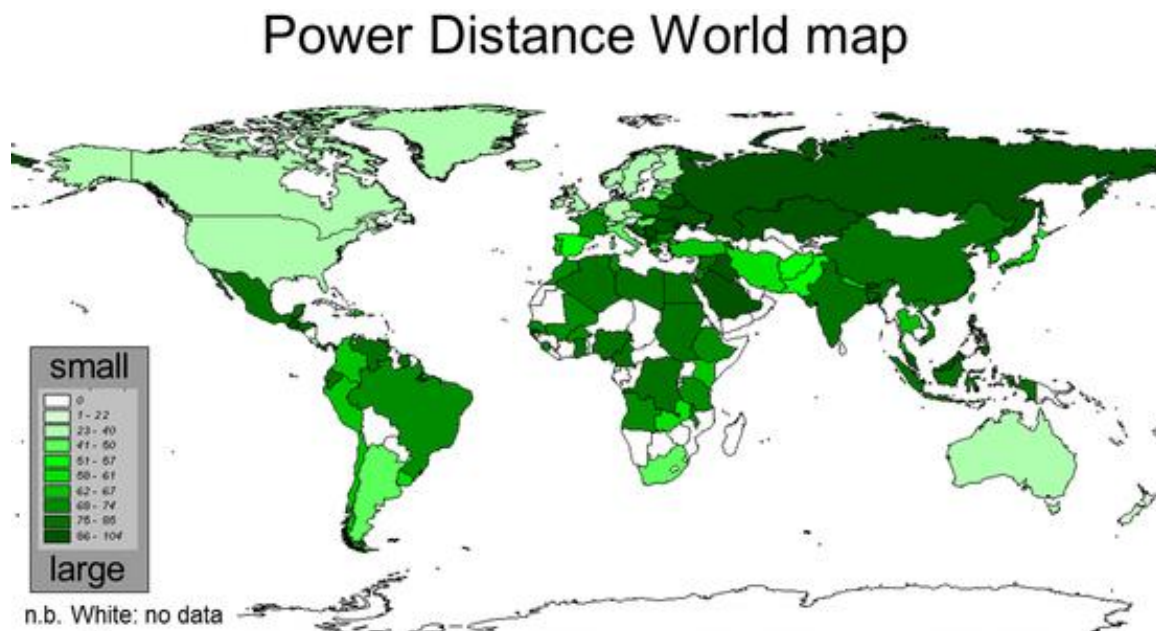 Power Distance World map
small
0
1 - 22
23 - 40
41 - 50
51 - 57
58 - 61
62 - 67
68 - 74
75 - 85
86 - 104
large
n.b. White: no data